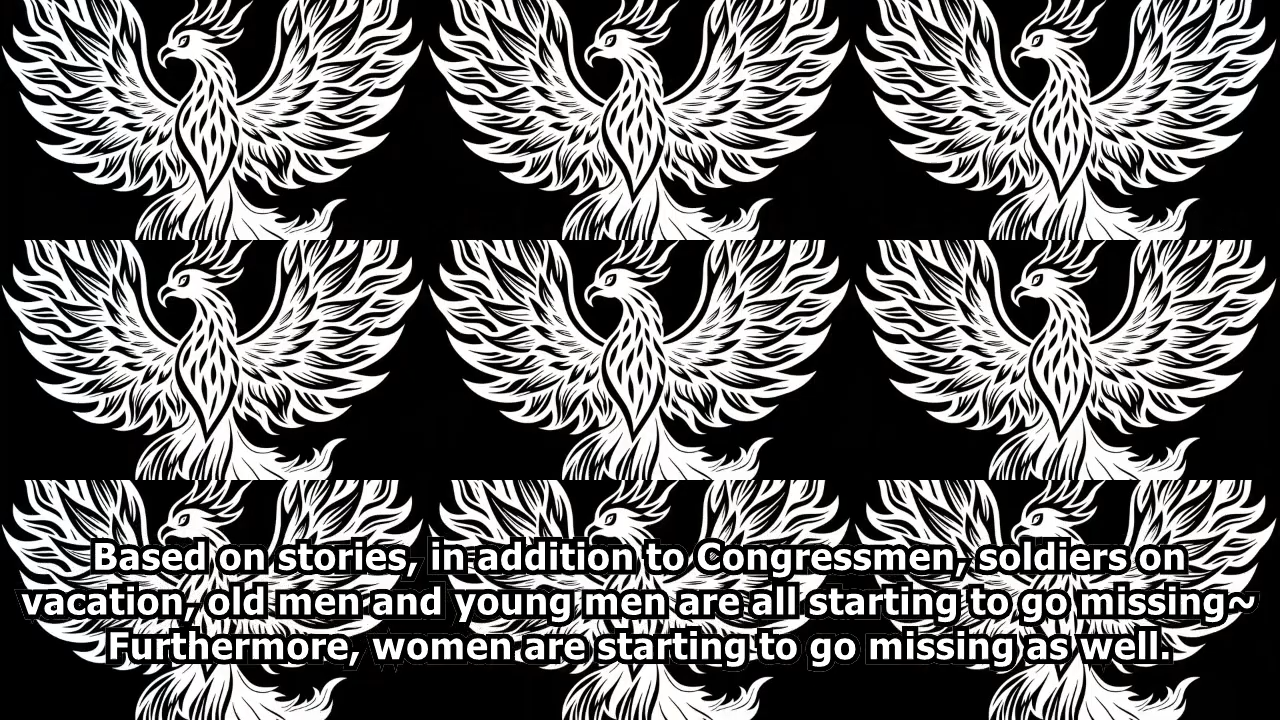 Based on stories, in addition to Congressmen, soldiers on
vacation, old men and young men are all starting to go missing~
Furthermore, women are starting to go missing as well.